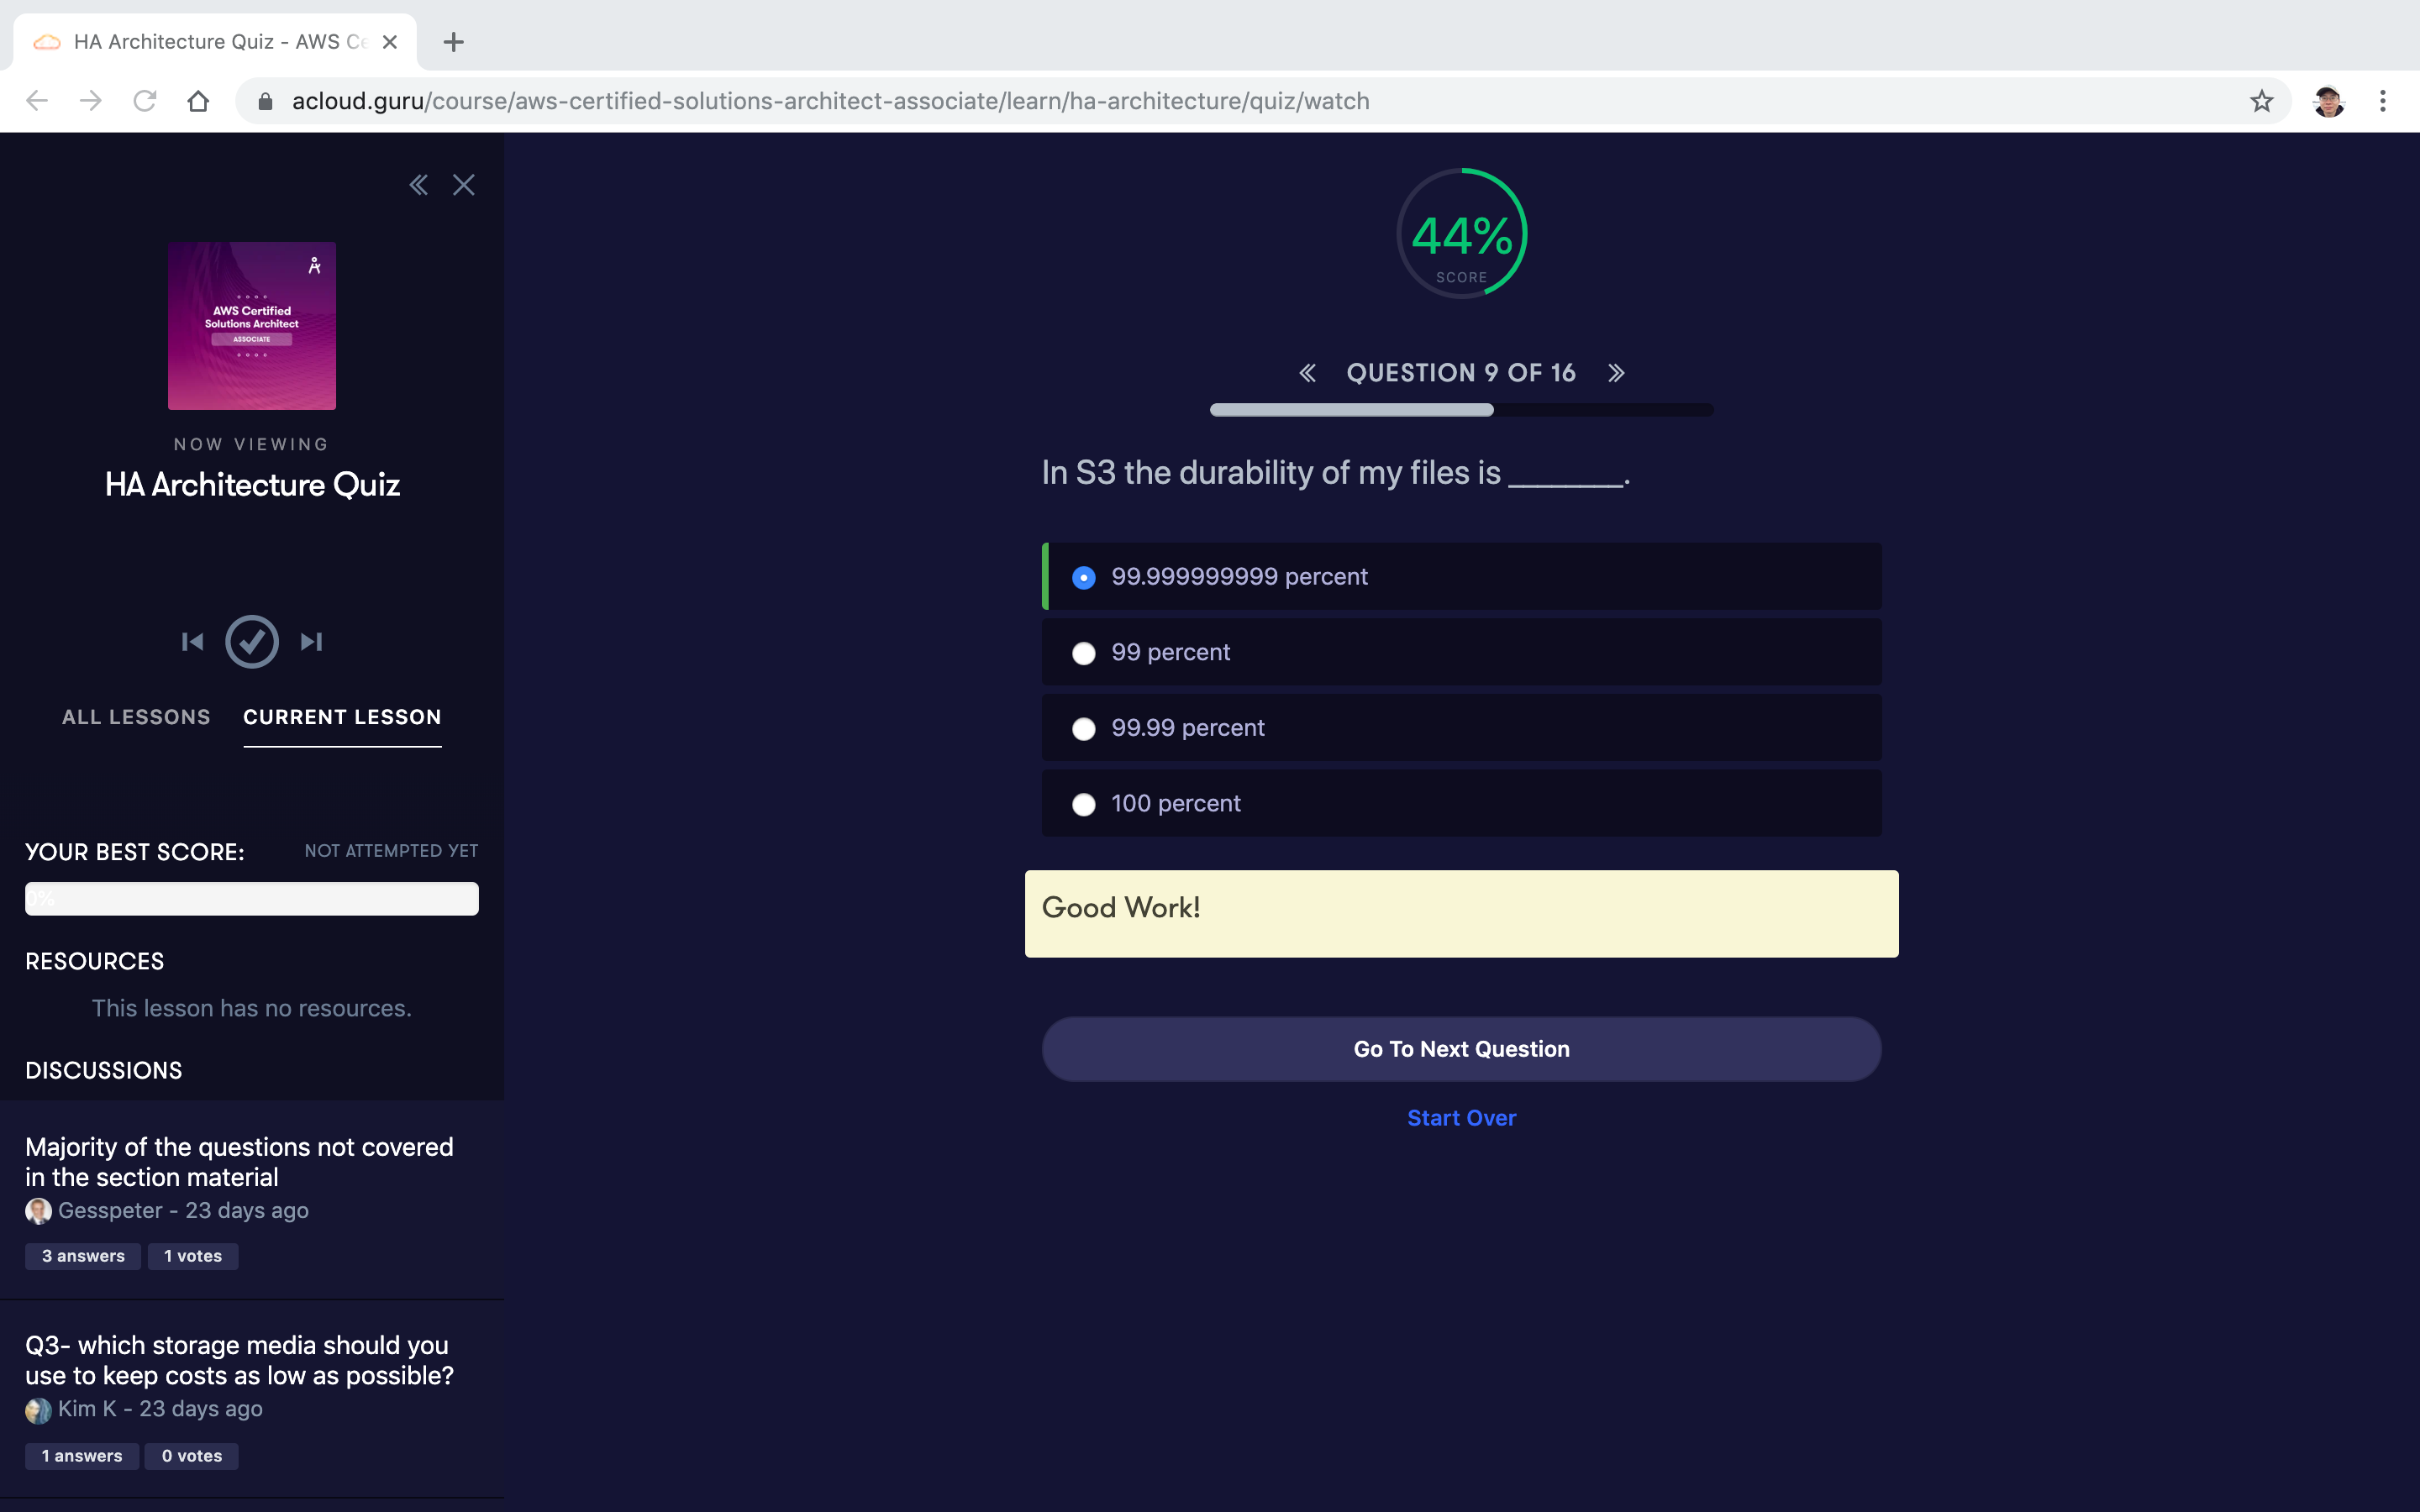 HA Architecture Quiz - AWS Ce
acloud.guru/course/aws-certified-solutions-architect-associate/learn/ha-architecture/quiz/watch
AWS Certified
Solutions Architect
ASSOCIATE
NOW VIEWING
HA Architecture Quiz
ALL LESSONS
CURRENT LESSON
YOUR BEST SCORE:
NOT ATTEMPTED YET
0%
RESOURCES
This lesson has no resources.
DISCUSSIONS
Majority of the questions not covered
in the section material
Gesspeter - 23 days ago
3 answers
1 votes
Q3- which storage media should you
use to keep costs as low as possible?
Kim K - 23 days ago
1 answers
0 votes
44%
SCORE
QUESTION 9 OF 16
In S3 the durability of my files is ________.
99.999999999 percent
99 percent
99.99 percent
100 percent
Good Work!
Go To Next Question
Start Over